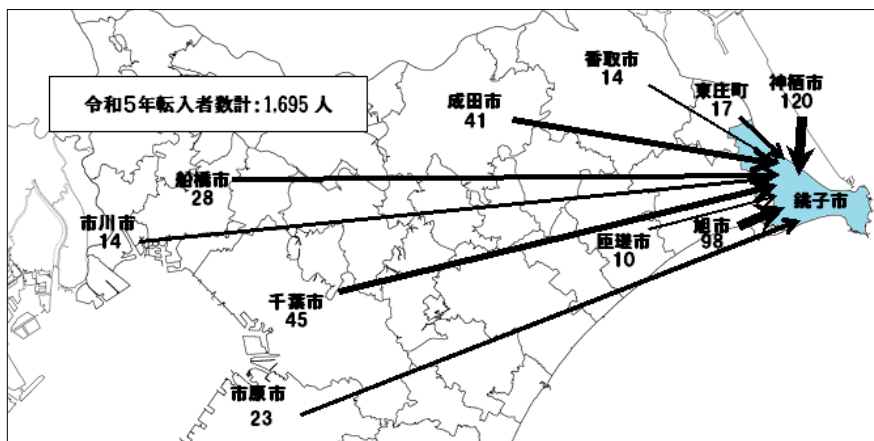 香取市
14
東庄町
17
神栖市
120
令和5年転入者数計:1,695 人
成田市
41
船橋市
28
銚子市
市川市
14
匝瑳市
10
旭市
98
千葉市
45
市原市
23